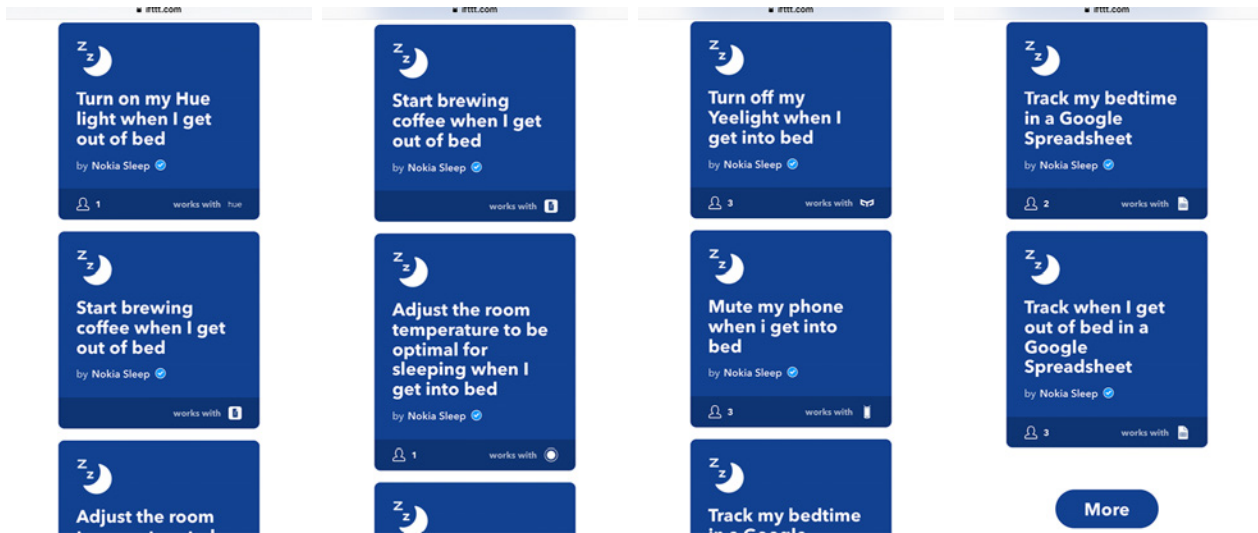 ifttt.com
Turn on my Hue
light when I get
out of bed
by Nokia Sleep
1 works with hue
Start brewing
coffee when I get
out of bed
by Nokia Sleep
works with
Adjust the room
ifttt.com
Start brewing
coffee when I get
out of bed
by Nokia Sleep
works with
Adjust the room
temperature to be
optimal for
sleeping when I
get into bed
by Nokia Sleep
1 works with
ifttt.com
Turn off my
Yeelight when I
get into bed
by Nokia Sleep
3 works with
Mute my phone
when i get into
bed
by Nokia Sleep
3 works with
Track my bedtime
in a Google
ifttt.com
Track my bedtime
in a Google
Spreadsheet
by Nokia Sleep
2 works with
Track when I get
out of bed in a
Google
Spreadsheet
by Nokia Sleep
3 works with
More